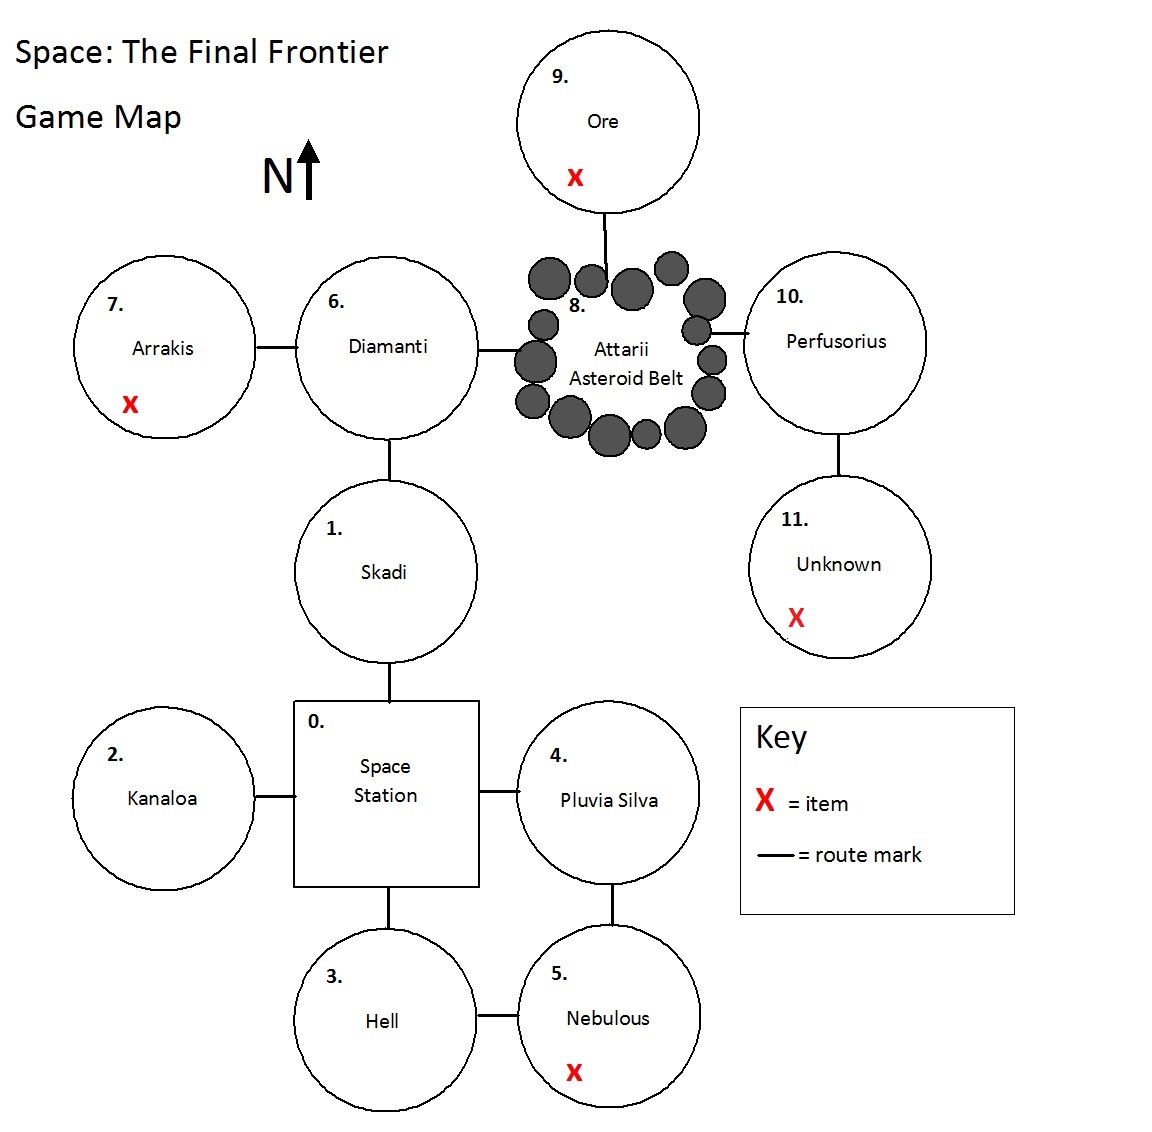 Space: The Final Frontier
Game Map
N
9.
Ore
X
7.
Arrakis
X
6.
Diamanti
8.
Attarii
Asteroid Belt
10.
Perfusorius
1.
Skadi
11.
Unknown
X
2.
Kanaloa
0.
Space
Station
4.
Pluvia Silva
Key
X = item
= route mark
3.
Hell
5.
Nebulous
X